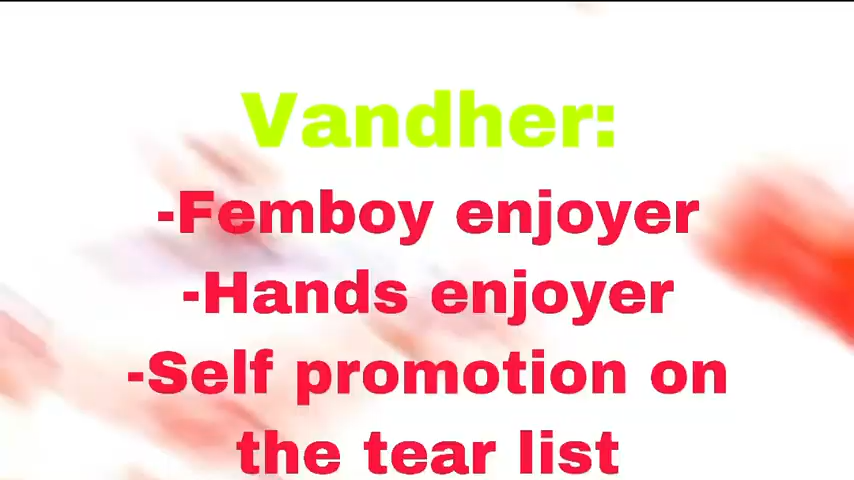 Vandher:
-Femboy enjoyer
-Hands enjoyer
-Self promotion on
the tear list